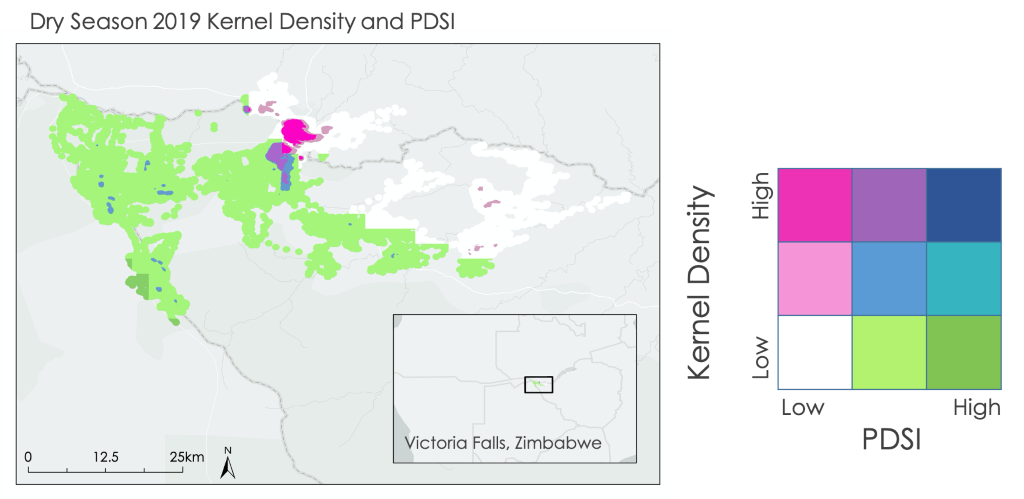 Dry Season 2019 Kernel Density and PDSI
Victoria Falls, Zimbabwe
0 12.5 25km
N
Kernel Density
High
Low
Low High
PDSI